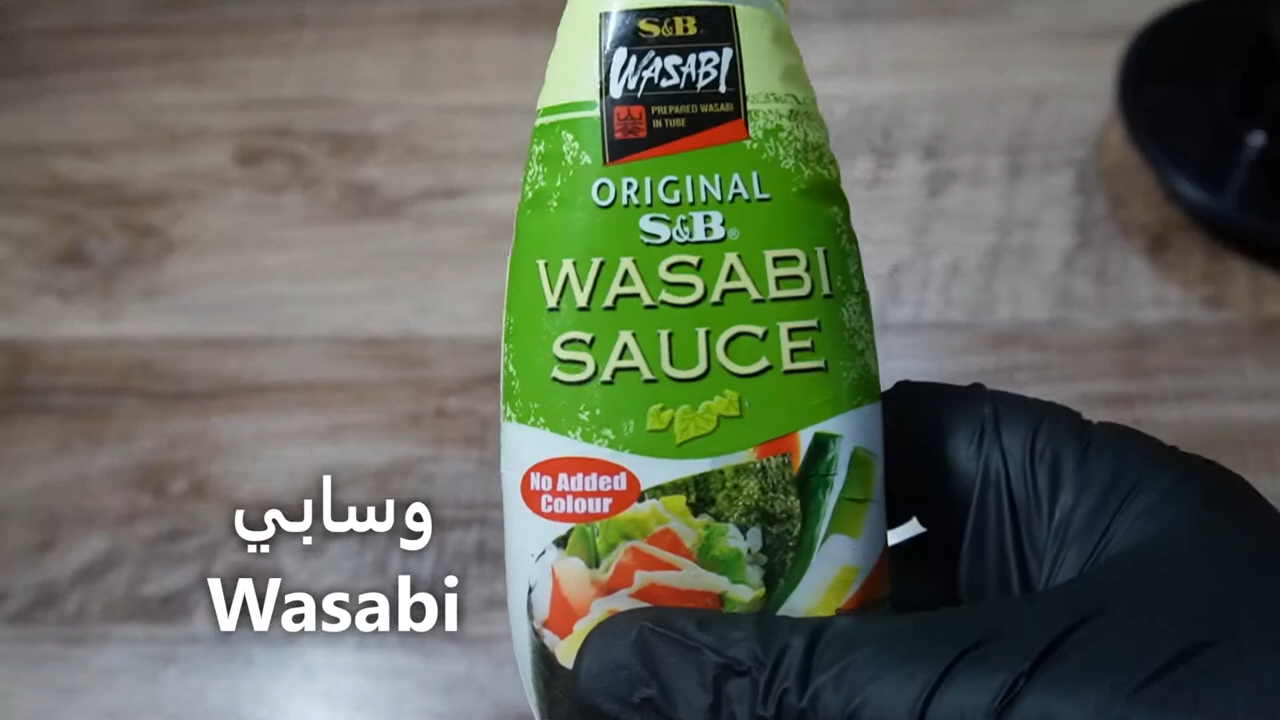 S&B
WASABI
PREPARED WASABI
IN TUBE
ORIGINAL
S&B®
WASABI
SAUCE
No Added
Colour
وسابي
Wasabi